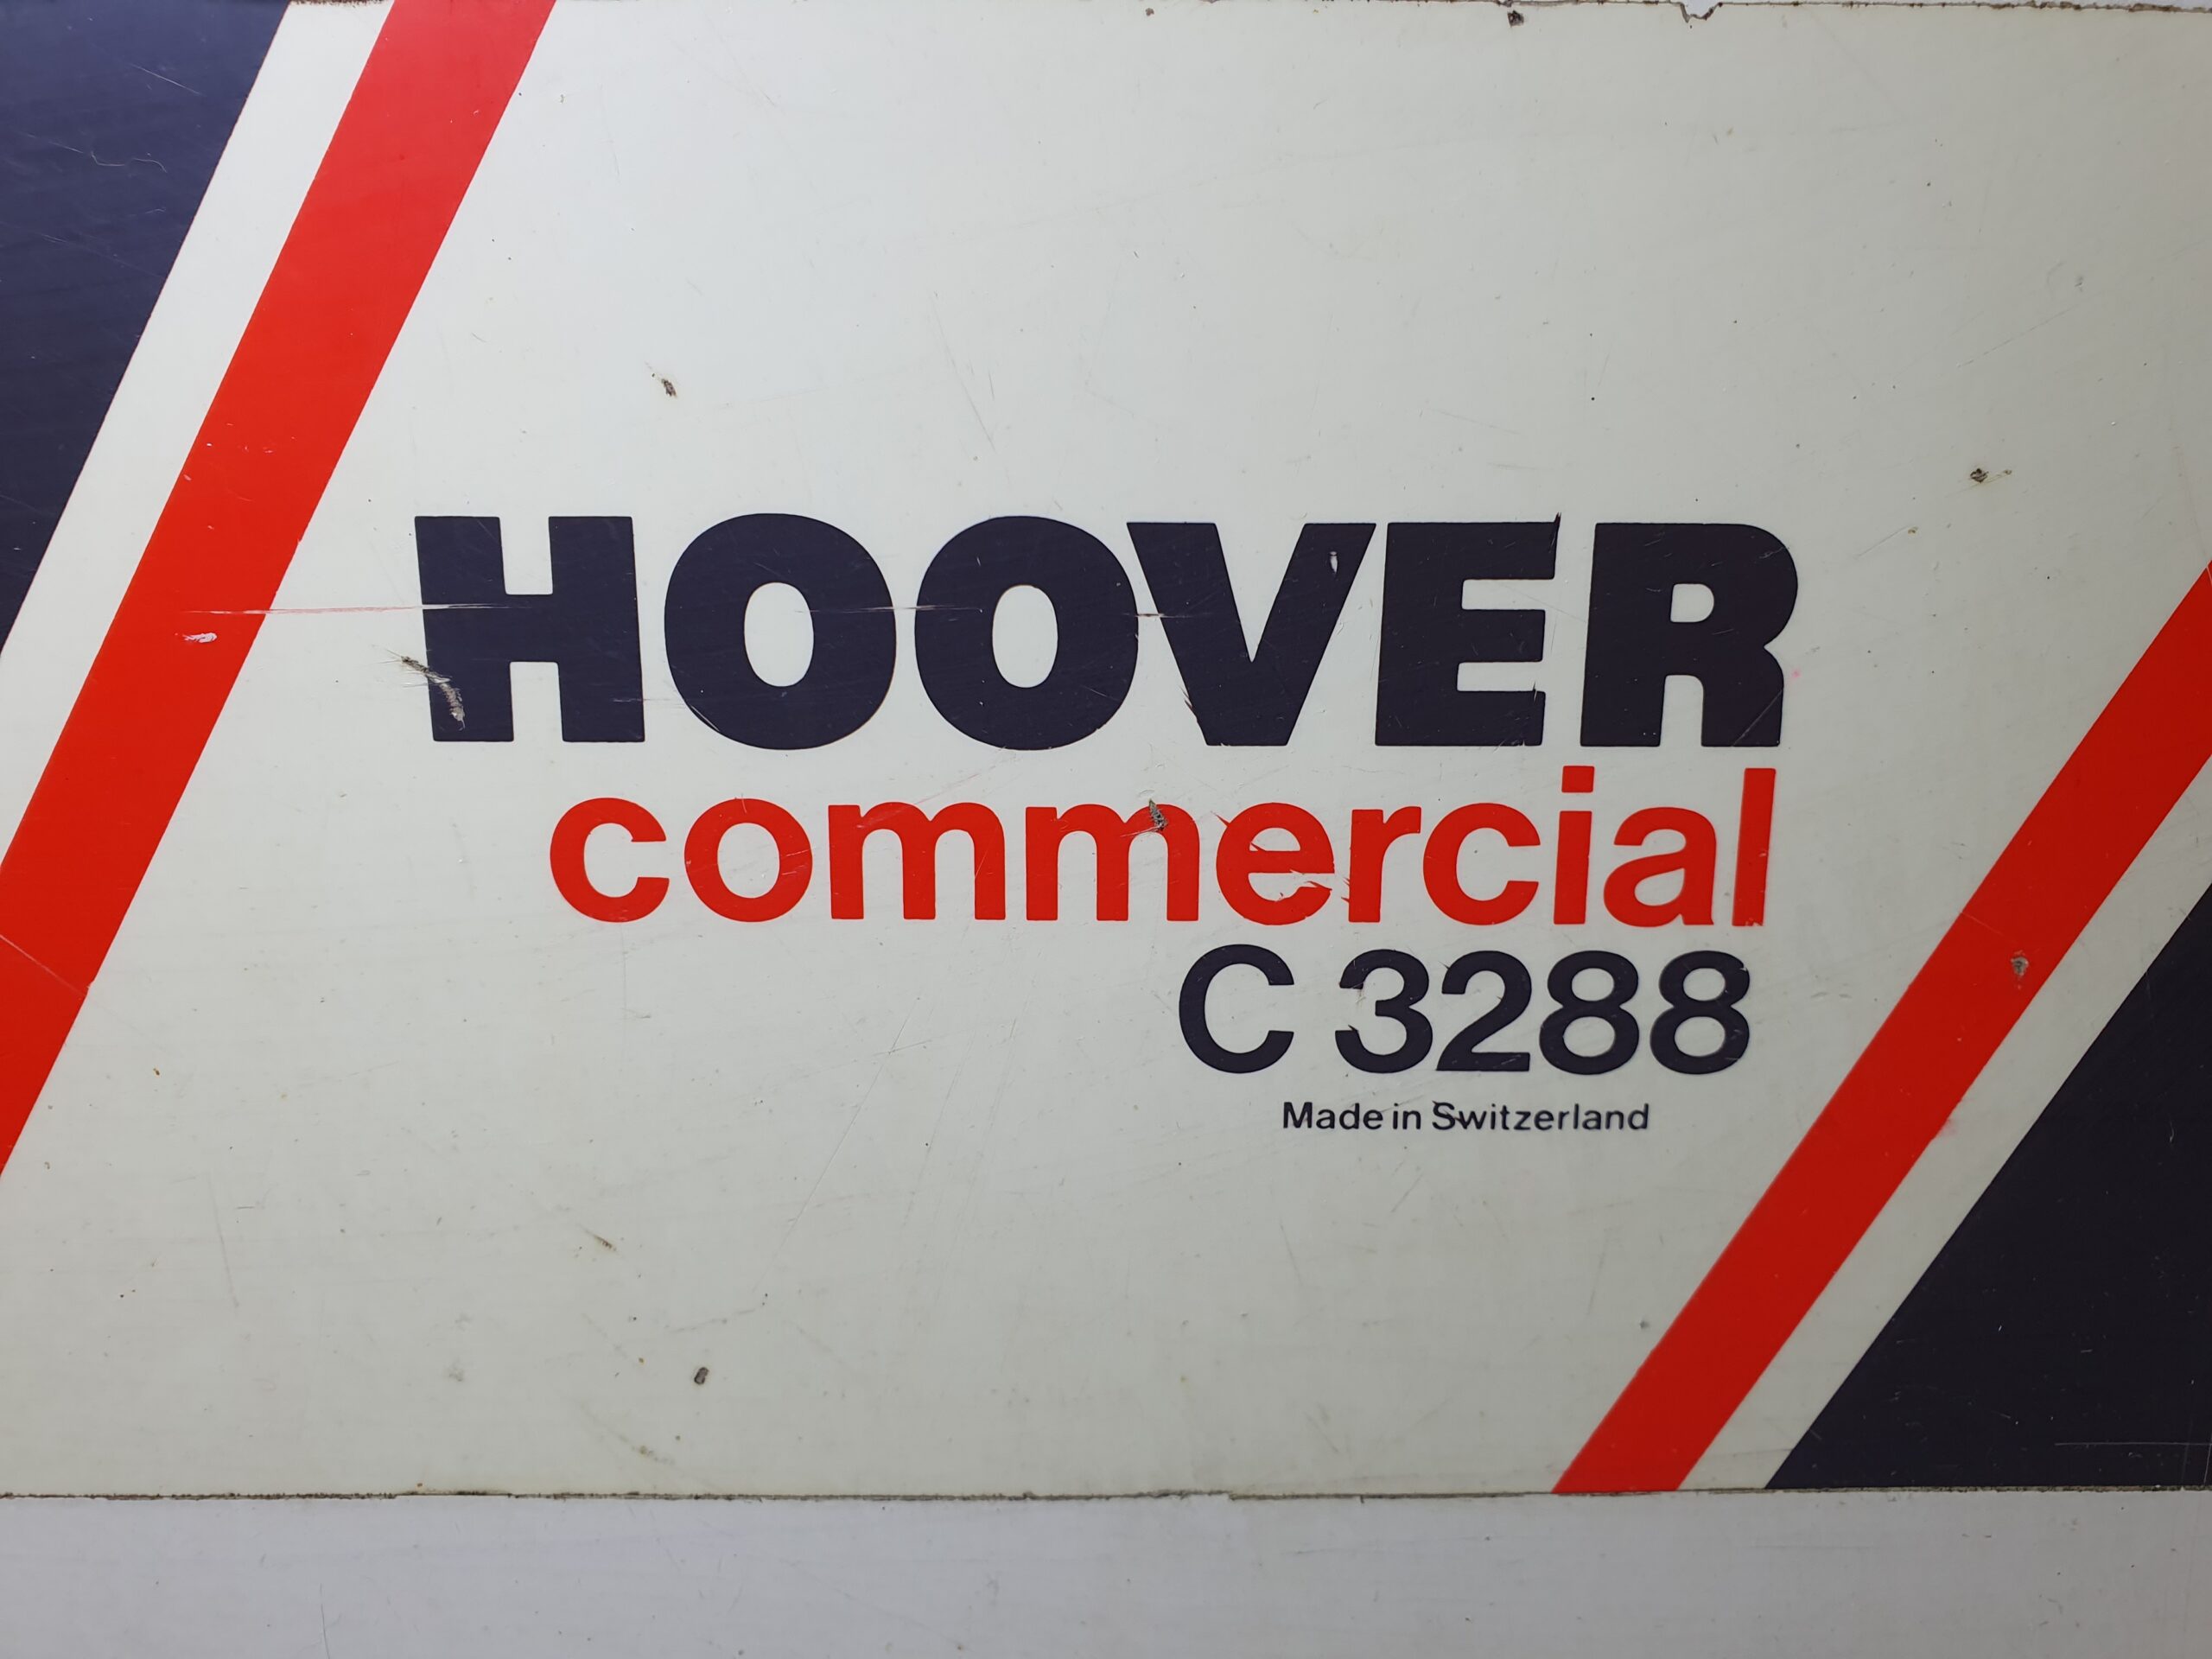 HOOVER
commercial
C 3288
Made in Switzerland